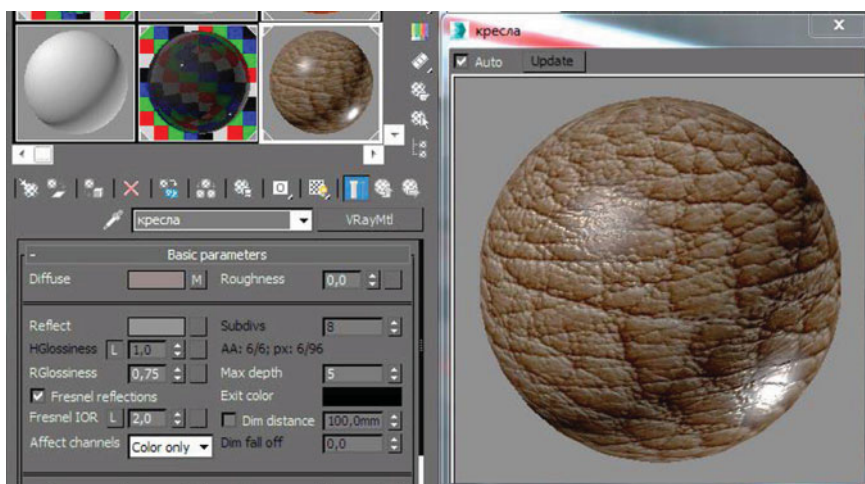 кресла
Auto Update
кресла VRayMtl
- Basic parameters
Diffuse M Roughness 0,0
Reflect Subdivs 8
HGlossiness L 1,0 AA: 6/6; px: 6/96
RGlossiness 0,75 Max depth 5
Fresnel reflections Exit color
Fresnel IOR L 2,0 Dim distance 100,0mm
Affect channels Color only Dim fall off 0,0